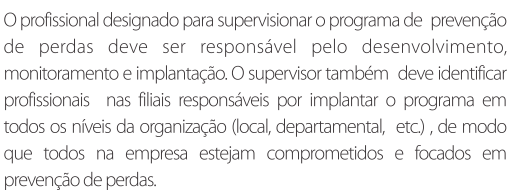 O profissional designado para supervisionar o programa de prevenção
de perdas deve ser responsável pelo desenvolvimento,
monitoramento e implantação. O supervisor também deve identificar
profissionais nas filiais responsáveis por implantar o programa em
todos os níveis da organização (local, departamental, etc.) , de modo
que todos na empresa estejam comprometidos e focados em
prevenção de perdas.